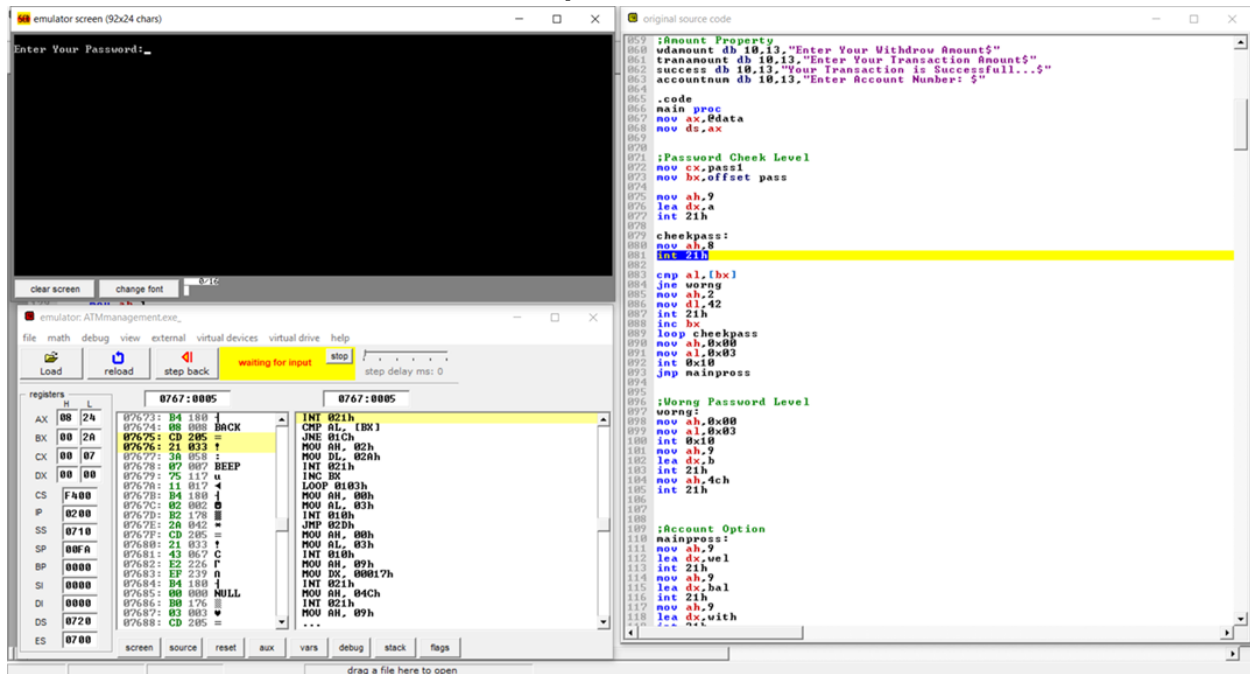 emulator screen (92x24 chars)
Enter Your Password:_
clear screen change font 0/16
emulator: ATMmanagement.exe_
file math debug view external virtual devices virtual drive help
Load reload step back waiting for input stop step delay ms: 0
registers
H L
AX 08 24
BX 00 2A
CX 00 07
DX 00 00
CS F400
IP 0200
SS 0710
SP 00FA
BP 0000
SI 0000
DI 0000
DS 0720
ES 0700
0767:0005 0767:0005
07673: B4 180 ┤
07674: 08 008 BACK
07675: CD 205 =
07676: 21 033 !
07677: 3A 058 :
07678: 07 007 BEEP
07679: 75 117 u
0767A: 11 017 ◄
0767B: B4 180 ┤
0767C: 02 002 ☻
0767D: B2 178 ▓
0767E: 2A 042 *
0767F: CD 205 =
07680: 21 033 !
07681: 43 067 C
07682: E2 226 Γ
07683: EF 239 ∩
07684: B4 180 ┤
07685: 00 000 NULL
07686: B0 176 ░
07687: 03 003 ♥
07688: CD 205 =
INT 021h
CMP AL, [BX]
JNE 01Ch
MOV AH, 02h
MOV DL, 02Ah
INT 021h
INC BX
LOOP 0103h
MOV AH, 00h
MOV AL, 03h
INT 010h
JMP 02Dh
MOV AH, 00h
MOV AL, 03h
INT 010h
MOV AH, 09h
MOV DX, 00017h
INT 021h
MOV AH, 04Ch
INT 021h
MOV AH, 09h
...
screen source reset aux vars debug stack flags
original source code
059 ;Amount Property
060 wdamount db 10,13,"Enter Your Withdrow Amount$"
061 tranamount db 10,13,"Enter Your Transaction Amount$"
062 success db 10,13,"Your Transaction is Successfull...$"
063 accountnum db 10,13,"Enter Account Number: $"
064
065 .code
066 main proc
067 mov ax,@data
068 mov ds,ax
069
070
071 ;Password Cheek Level
072 mov cx,pass1
073 mov bx,offset pass
074
075 mov ah,9
076 lea dx,a
077 int 21h
078
079 cheekpass:
080 mov ah,8
081 int 21h
082
083 cmp al,[bx]
084 jne worng
085 mov ah,2
086 mov dl,42
087 int 21h
088 inc bx
089 loop cheekpass
090 mov ah,0x00
091 mov al,0x03
092 int 0x10
093 jmp mainpross
094
095
096 ;Worng Password Level
097 worng:
098 mov ah,0x00
099 mov al,0x03
100 int 0x10
101 mov ah,9
102 lea dx,b
103 int 21h
104 mov ah,4ch
105 int 21h
106
107
108
109 ;Account Option
110 mainpross:
111 mov ah,9
112 lea dx,wel
113 int 21h
114 mov ah,9
115 lea dx,bal
116 int 21h
117 mov ah,9
118 lea dx,with
drag a file here to open